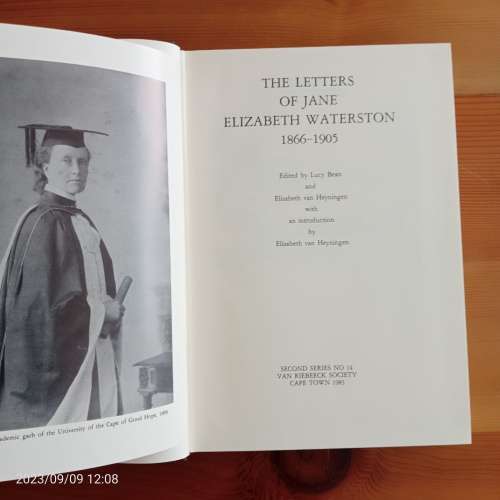 THE LETTERS
OF JANE
ELIZABETH WATERSTON
1866–1905
Edited by Lucy Bean
and
Elizabeth van Heyningen
with
an introduction
by
Elizabeth van Heyningen
SECOND SERIES NO 14
VAN RIEBEECK SOCIETY
CAPE TOWN 1983
ademic garb of the University of the Cape of Good Hope,
2023/09/09 12:08